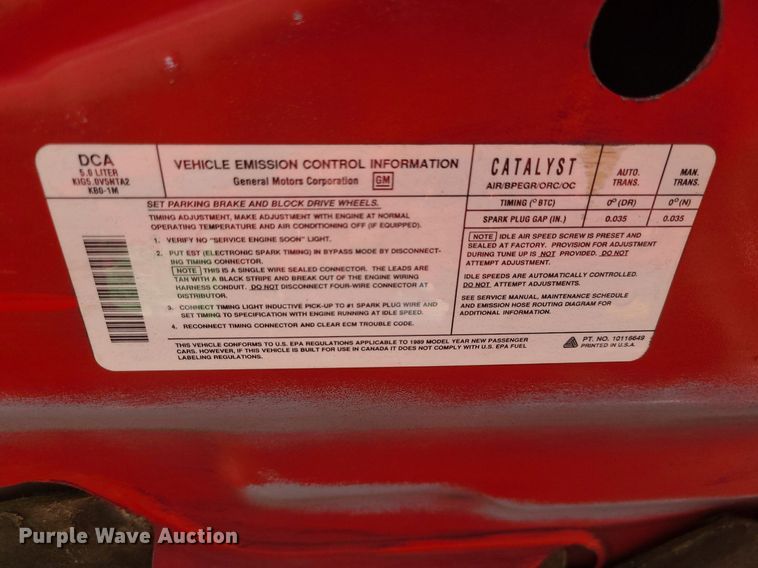 DCA
5.0 LITER
KIG5.0V5NTA2
KB0-1M
VEHICLE EMISSION CONTROL INFORMATION
General Motors Corporation GM
CATALYST
AIR/BPEGR/ORC/OC
AUTO.
TRANS.
MAN.
TRANS.
TIMING (° BTC) 0° (DR) 0° (N)
SPARK PLUG GAP (IN.) 0.035 0.035
SET PARKING BRAKE AND BLOCK DRIVE WHEELS.
TIMING ADJUSTMENT, MAKE ADJUSTMENT WITH ENGINE AT NORMAL
OPERATING TEMPERATURE AND AIR CONDITIONING OFF (IF EQUIPPED).
1. VERIFY NO "SERVICE ENGINE SOON" LIGHT.
2. PUT EST (ELECTRONIC SPARK TIMING) IN BYPASS MODE BY DISCONNECT-
ING TIMING CONNECTOR.
NOTE THIS IS A SINGLE WIRE SEALED CONNECTOR. THE LEADS ARE
TAN WITH A BLACK STRIPE AND BREAK OUT OF THE ENGINE WIRING
HARNESS CONDUIT. DO NOT DISCONNECT FOUR-WIRE CONNECTOR AT
DISTRIBUTOR.
3. CONNECT TIMING LIGHT INDUCTIVE PICK-UP TO #1 SPARK PLUG WIRE AND
SET TIMING TO SPECIFICATION WITH ENGINE RUNNING AT IDLE SPEED.
4. RECONNECT TIMING CONNECTOR AND CLEAR ECM TROUBLE CODE.
NOTE IDLE AIR SPEED SCREW IS PRESET AND
SEALED AT FACTORY. PROVISION FOR ADJUSTMENT
DURING TUNE UP IS NOT PROVIDED. DO NOT
ATTEMPT ADJUSTMENT.
IDLE SPEEDS ARE AUTOMATICALLY CONTROLLED.
DO NOT ATTEMPT ADJUSTMENTS.
SEE SERVICE MANUAL, MAINTENANCE SCHEDULE
AND EMISSION HOSE ROUTING DIAGRAM FOR
ADDITIONAL INFORMATION.
THIS VEHICLE CONFORMS TO U.S. EPA REGULATIONS APPLICABLE TO 1989 MODEL YEAR NEW PASSENGER
CARS. HOWEVER, IF THIS VEHICLE IS BUILT FOR USE IN CANADA IT DOES NOT COMPLY WITH U.S. EPA FUEL
LABELING REGULATIONS.
PT. NO. 10116649
PRINTED IN U.S.A.
Purple Wave Auction